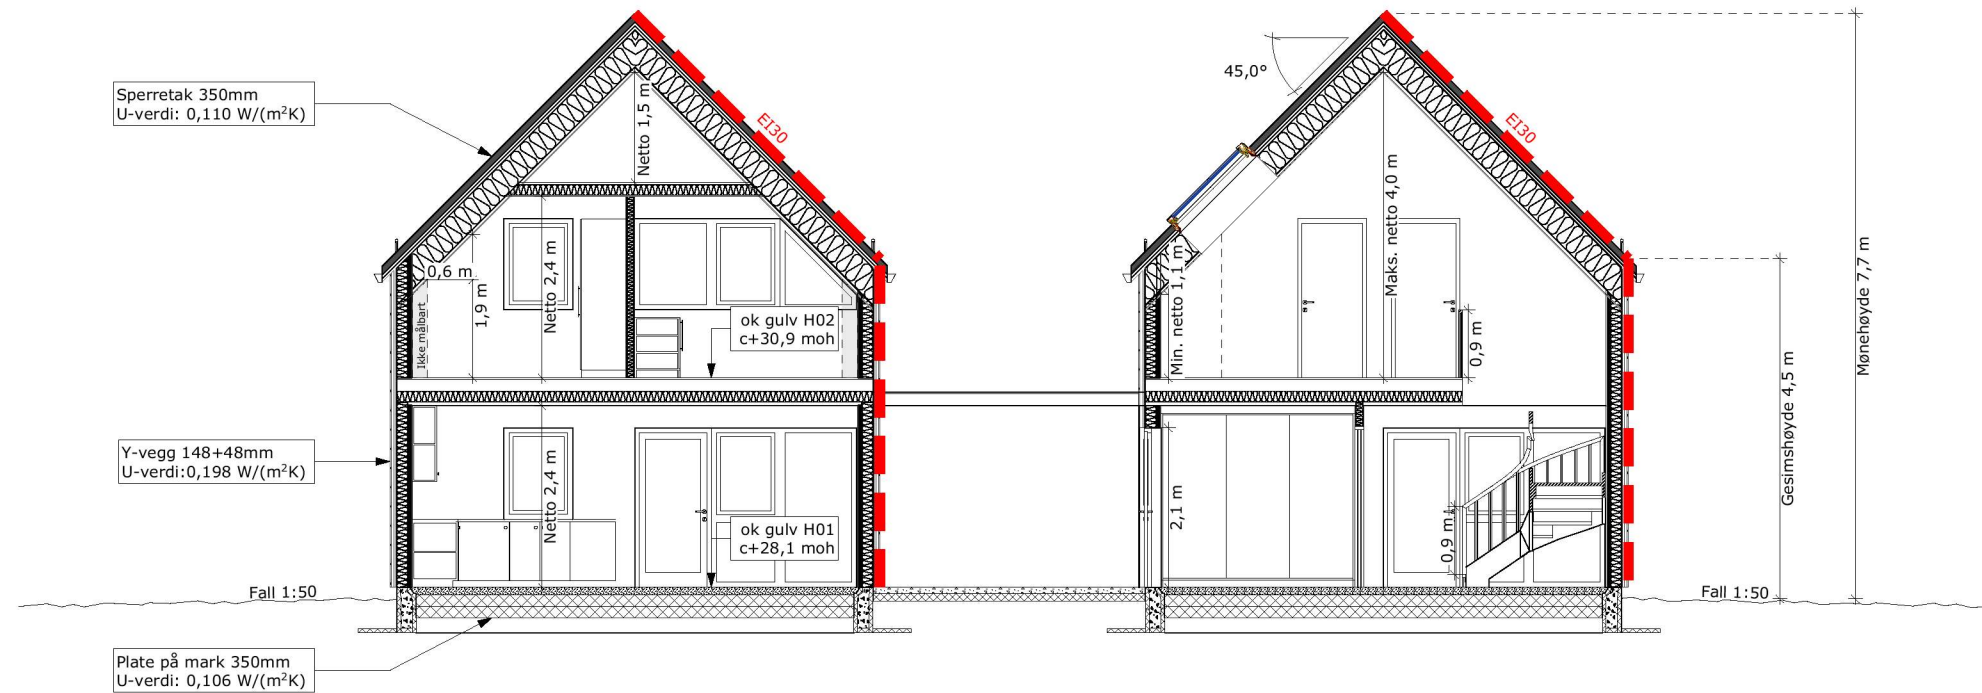 Sperretak 350mm
U-verdi: 0,110 W/(m²K)
Netto 1,5 m
EI30
0,6 m
Ikke målbart
1,9 m
Netto 2,4 m
ok gulv H02
c+30,9 moh
Y-vegg 148+48mm
U-verdi:0,198 W/(m²K)
Netto 2,4 m
ok gulv H01
c+28,1 moh
Fall 1:50
Plate på mark 350mm
U-verdi: 0,106 W/(m²K)
45,0°
EI30
Maks. netto 4,0 m
Min. netto 1,1 m
0,9 m
2,1 m
0,9 m
Gesimshøyde 4,5 m
Mønehøyde 7,7 m
Fall 1:50